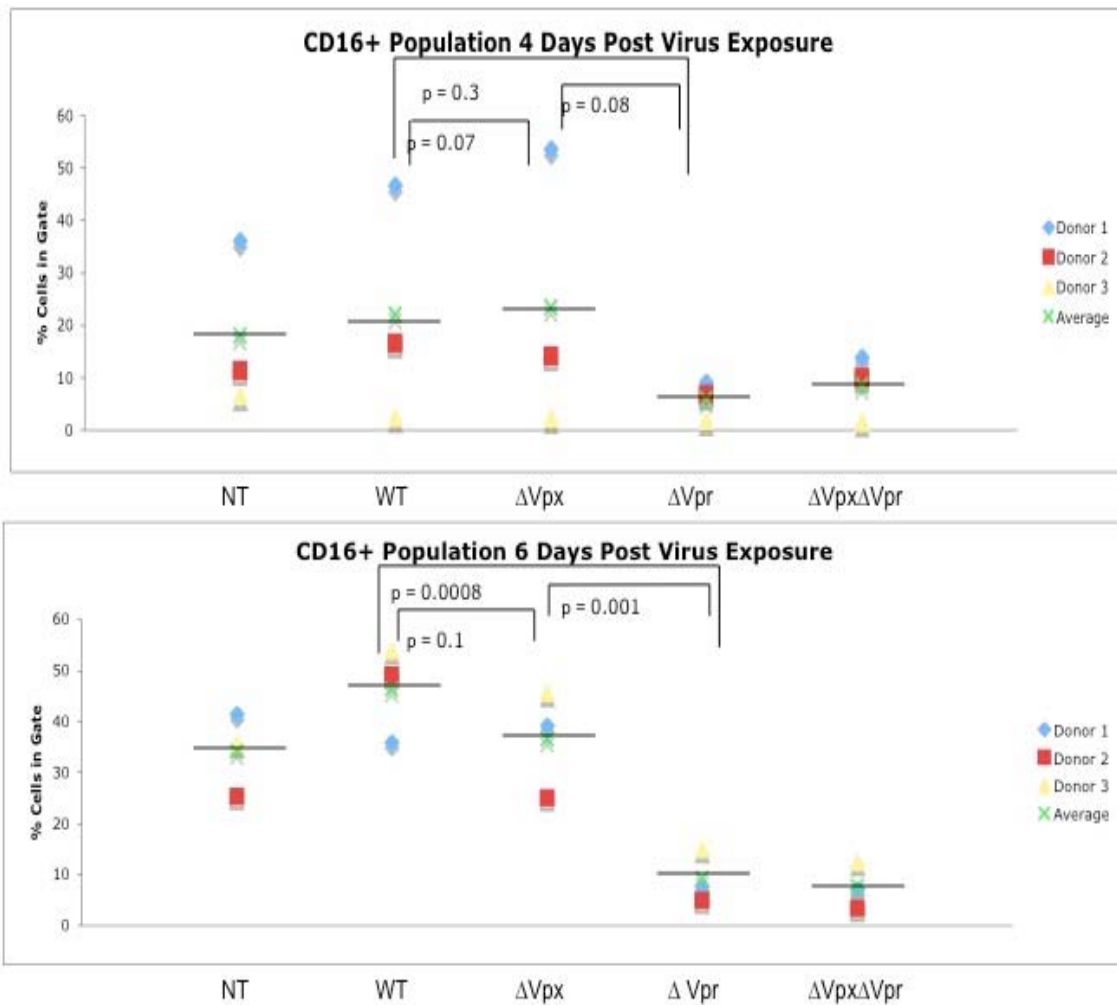 CD16+ Population 4 Days Post Virus Exposure
p = 0.3
p = 0.08
p = 0.07
% Cells in Gate
60
50
40
30
20
10
0
Donor 1
Donor 2
Donor 3
Average
NT WT ΔVpx ΔVpr ΔVpxΔVpr
CD16+ Population 6 Days Post Virus Exposure
p = 0.0008
p = 0.001
p = 0.1
% Cells in Gate
60
50
40
30
20
10
0
Donor 1
Donor 2
Donor 3
Average
NT WT ΔVpx Δ Vpr ΔVpxΔVpr